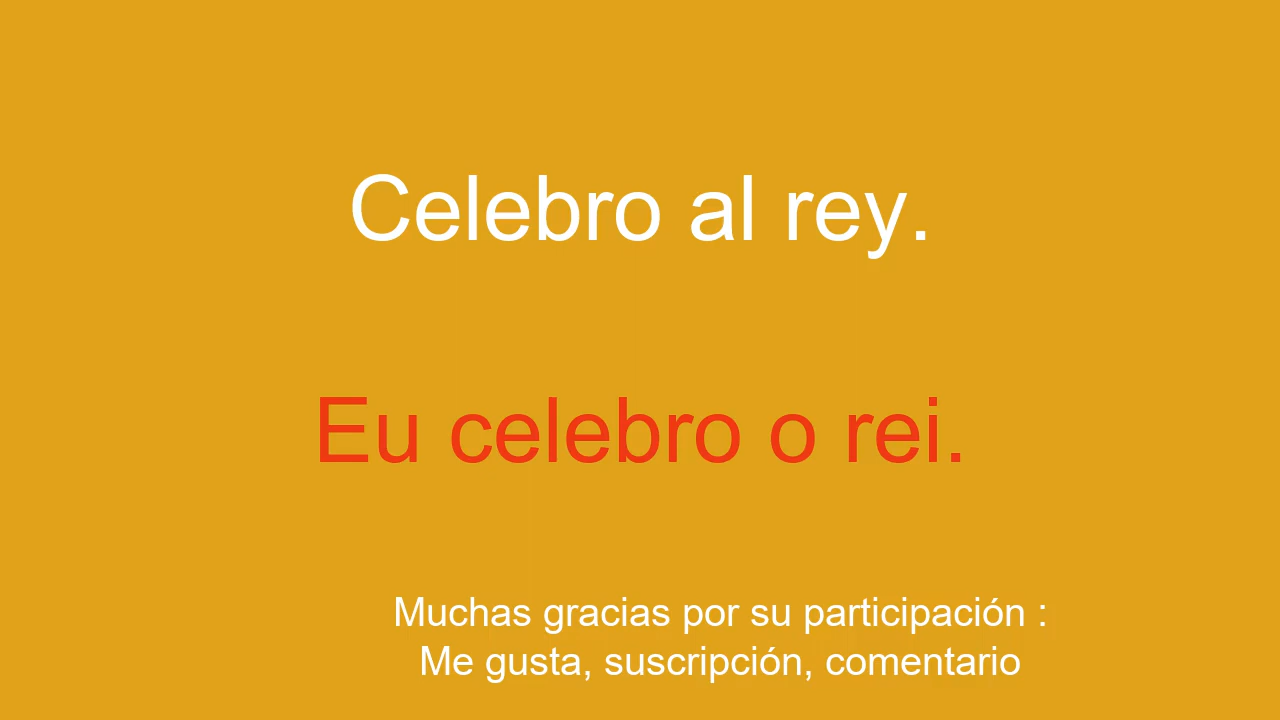 Celebro al rey.
Eu celebro o rei.
Muchas gracias por su participación :
Me gusta, suscripción, comentario